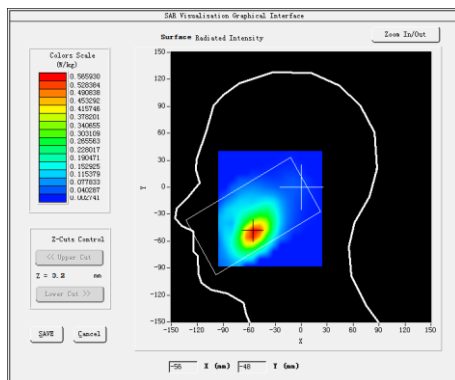 SAR Visualisation Graphical Interface
Surface Radiated Intensity
Zoom In/Out
Colors Scale
(W/kg)
0.565930
0.528384
0.490838
0.453292
0.415746
0.378201
0.340655
0.303109
0.265563
0.228017
0.190471
0.152925
0.115379
0.077833
0.040287
0.002741
Z-Cuts Control
<< Upper Cut
Z = 3.2 mm
Lower Cut >>
SAVE
Cancel
150
120
90
60
30
0
-30
-60
-90
-120
-150
Y
-150 -120 -90 -60 -30 0 30 60 90 120 150
X
-56 X (mm) -48 Y (mm)